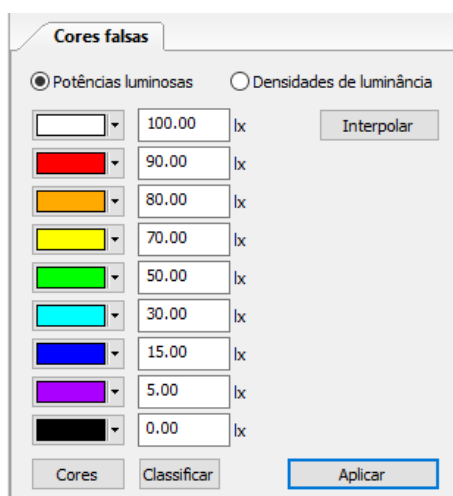 Cores falsas
Potências luminosas Densidades de luminância
100.00 lx Interpolar
90.00 lx
80.00 lx
70.00 lx
50.00 lx
30.00 lx
15.00 lx
5.00 lx
0.00 lx
Cores Classificar Aplicar